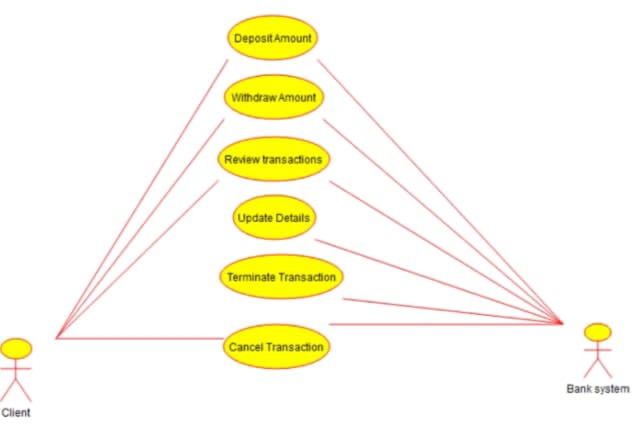 Deposit Amount
Withdraw Amount
Review transactions
Update Details
Terminate Transaction
Cancel Transaction
Client
Bank system